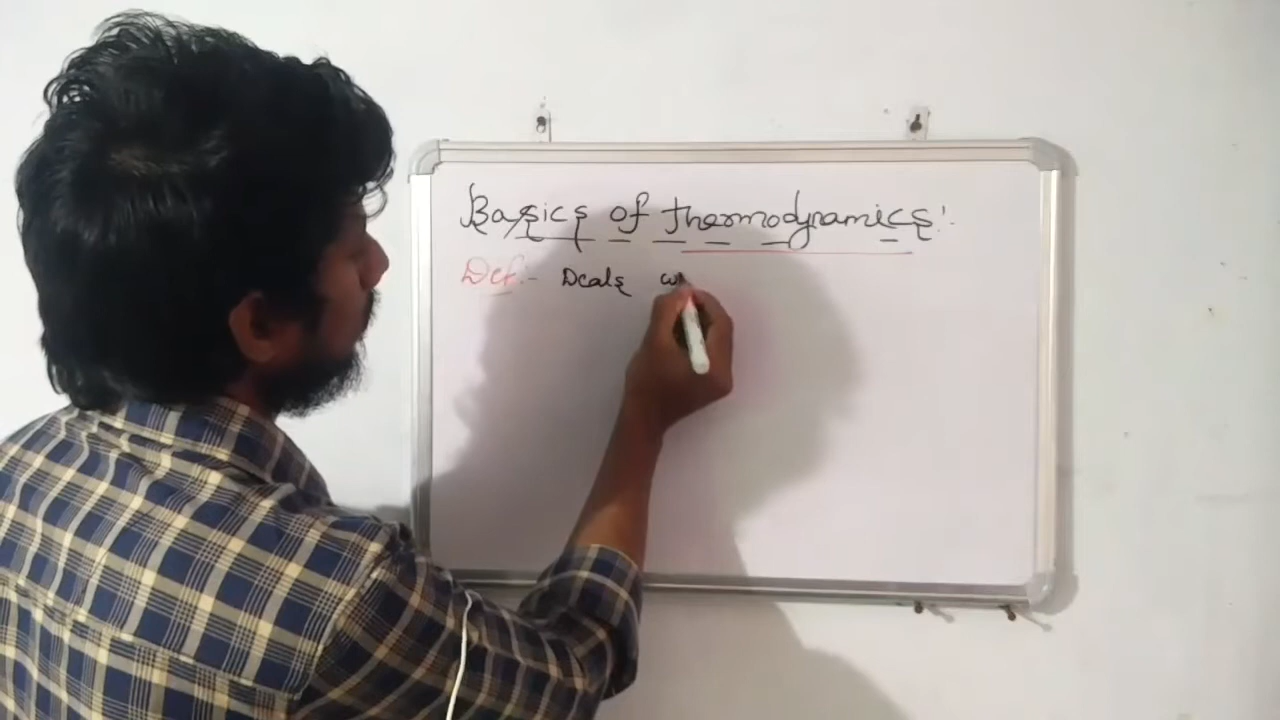 Basics of thermodynamics:-
Def:- Deals w